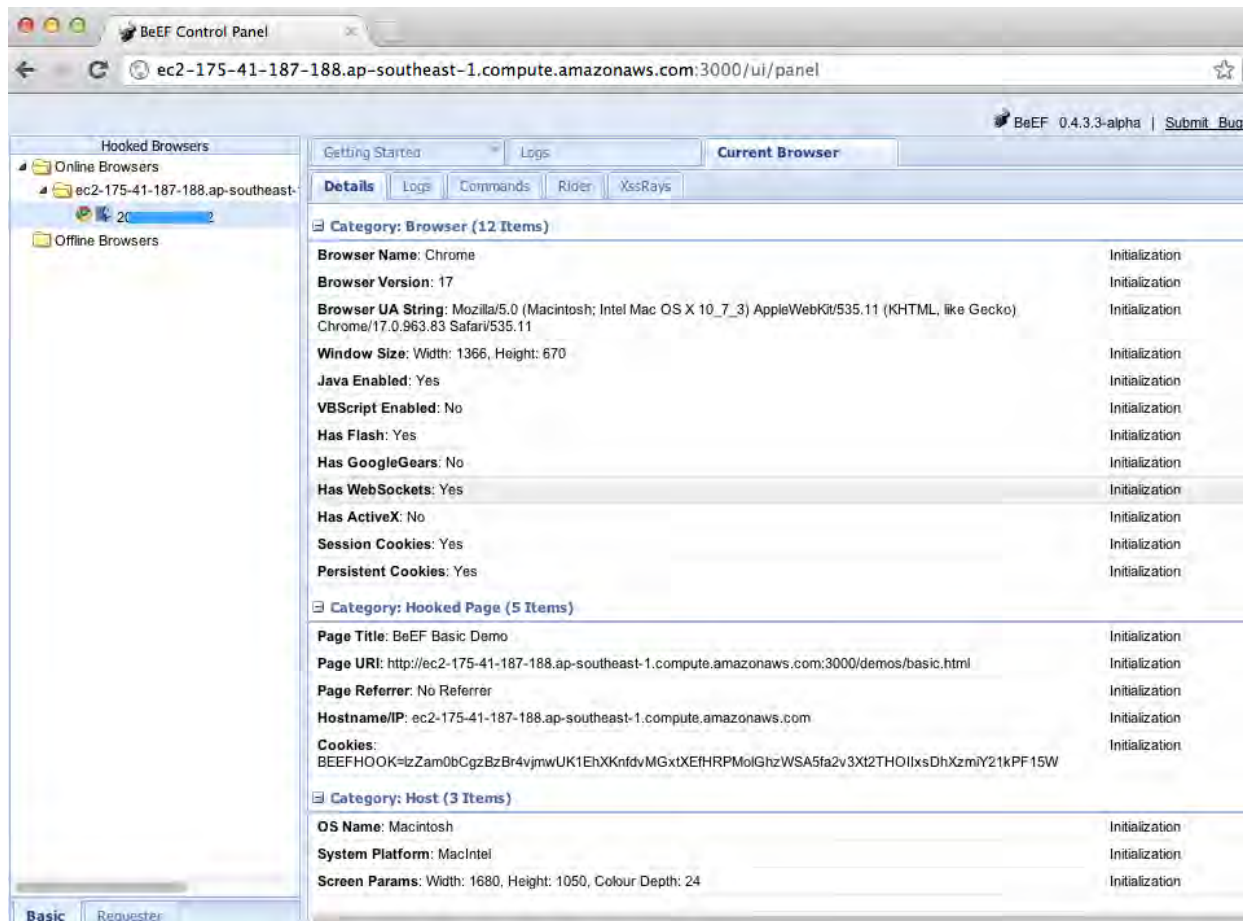 BeEF Control Panel
ec2-175-41-187-188.ap-southeast-1.compute.amazonaws.com:3000/ui/panel
BeEF 0.4.3.3-alpha | Submit Bug
Hooked Browsers
Online Browsers
ec2-175-41-187-188.ap-southeast-
Offline Browsers
Getting Started
Logs
Current Browser
Details
Logs
Commands
Rider
XssRays
Category: Browser (12 Items)
Browser Name: Chrome
Initialization
Browser Version: 17
Initialization
Browser UA String: Mozilla/5.0 (Macintosh; Intel Mac OS X 10_7_3) AppleWebKit/535.11 (KHTML, like Gecko)
Chrome/17.0.963.83 Safari/535.11
Initialization
Window Size: Width: 1366, Height: 670
Initialization
Java Enabled: Yes
Initialization
VBScript Enabled: No
Initialization
Has Flash: Yes
Initialization
Has GoogleGears: No
Initialization
Has WebSockets: Yes
Initialization
Has ActiveX: No
Initialization
Session Cookies: Yes
Initialization
Persistent Cookies: Yes
Initialization
Category: Hooked Page (5 Items)
Page Title: BeEF Basic Demo
Initialization
Page URI: http://ec2-175-41-187-188.ap-southeast-1.compute.amazonaws.com:3000/demos/basic.html
Initialization
Page Referrer: No Referrer
Initialization
Hostname/IP: ec2-175-41-187-188.ap-southeast-1.compute.amazonaws.com
Initialization
Cookies:
Initialization
Category: Host (3 Items)
OS Name: Macintosh
Initialization
System Platform: MacIntel
Initialization
Screen Params: Width: 1680, Height: 1050, Colour Depth: 24
Initialization
Basic
Requester